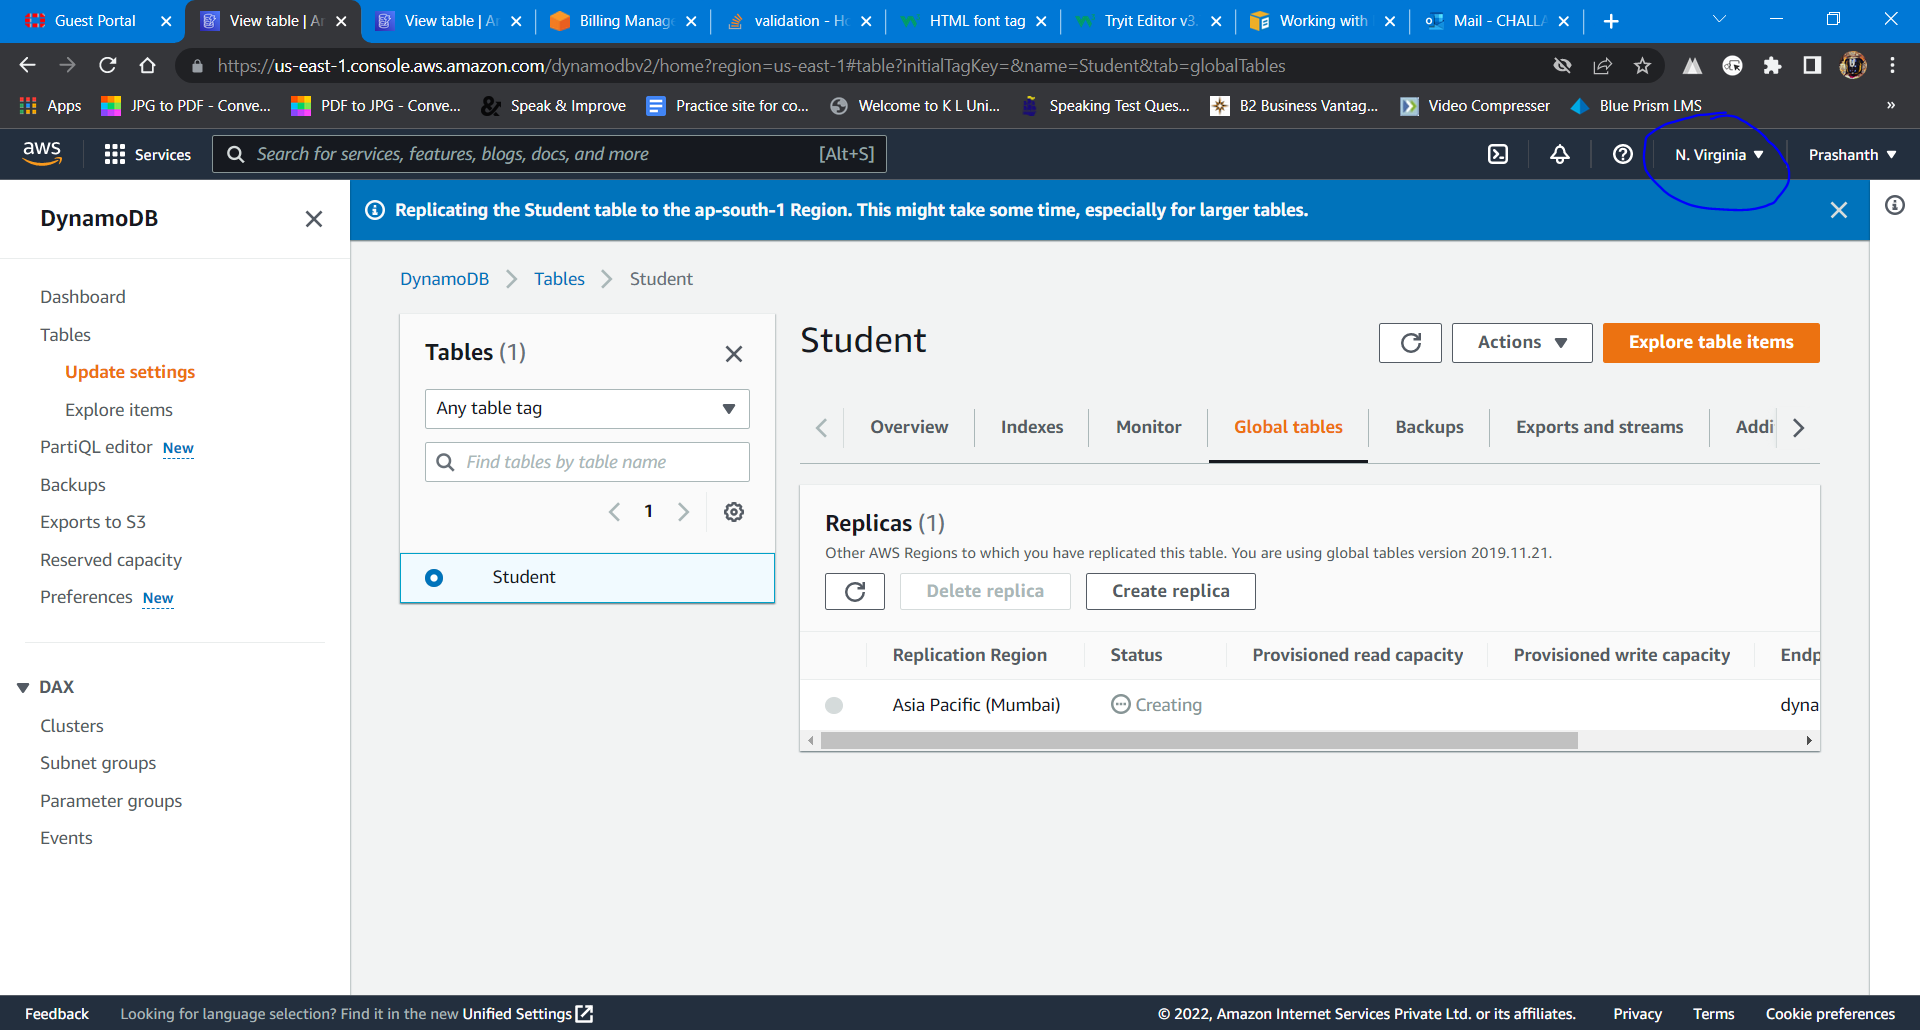 Guest Portal
View table | Ar
View table | Ar
Billing Manage
validation - Ho
HTML font tag
Tryit Editor v3.
Working with
Mail - CHALLA
https://us-east-1.console.aws.amazon.com/dynamodbv2/home?region=us-east-1#table?initialTagKey=&name=Student&tab=globalTables
Apps
JPG to PDF - Conve...
PDF to JPG - Conve...
Speak & Improve
Practice site for co...
Welcome to K L Uni...
Speaking Test Ques...
B2 Business Vantag...
Video Compresser
Blue Prism LMS
»
aws
Services
Search for services, features, blogs, docs, and more
[Alt+S]
N. Virginia
Prashanth
DynamoDB
Replicating the Student table to the ap-south-1 Region. This might take some time, especially for larger tables.
Dashboard
Tables
Update settings
Explore items
PartiQL editor New
Backups
Exports to S3
Reserved capacity
Preferences New
DAX
Clusters
Subnet groups
Parameter groups
Events
DynamoDB
Tables
Student
Tables (1)
Any table tag
Find tables by table name
1
Student
Student
Actions
Explore table items
Overview
Indexes
Monitor
Global tables
Backups
Exports and streams
Addi
Replicas (1)
Other AWS Regions to which you have replicated this table. You are using global tables version 2019.11.21.
Delete replica
Create replica
Replication Region
Status
Provisioned read capacity
Provisioned write capacity
Endp
Asia Pacific (Mumbai)
Creating
dyna
Feedback
Looking for language selection? Find it in the new Unified Settings
© 2022, Amazon Internet Services Private Ltd. or its affiliates.
Privacy
Terms
Cookie preferences